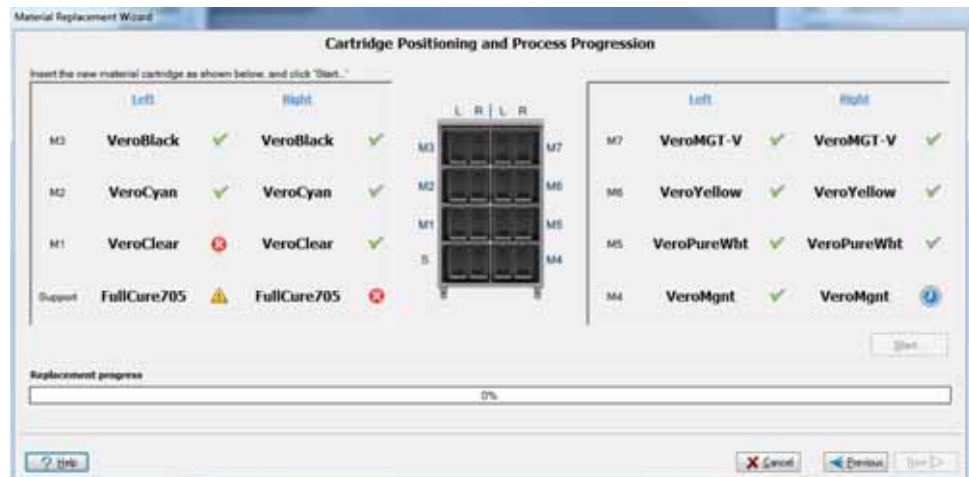 Material Replacement Wizard
Cartridge Positioning and Process Progression
Insert the new material cartridge as shown below, and click "Start..."
Left Right
M3 VeroBlack VeroBlack
M2 VeroCyan VeroCyan
M1 VeroClear VeroClear
Support FullCure705 FullCure705
L R L R
M3 M7
M2 M6
M1 M5
S M4
Left Right
M7 VeroMGT-V VeroMGT-V
M6 VeroYellow VeroYellow
M5 VeroPureWht VeroPureWht
M4 VeroMgnt VeroMgnt
Start...
Replacement progress
0%
? Help Cancel Previous Next